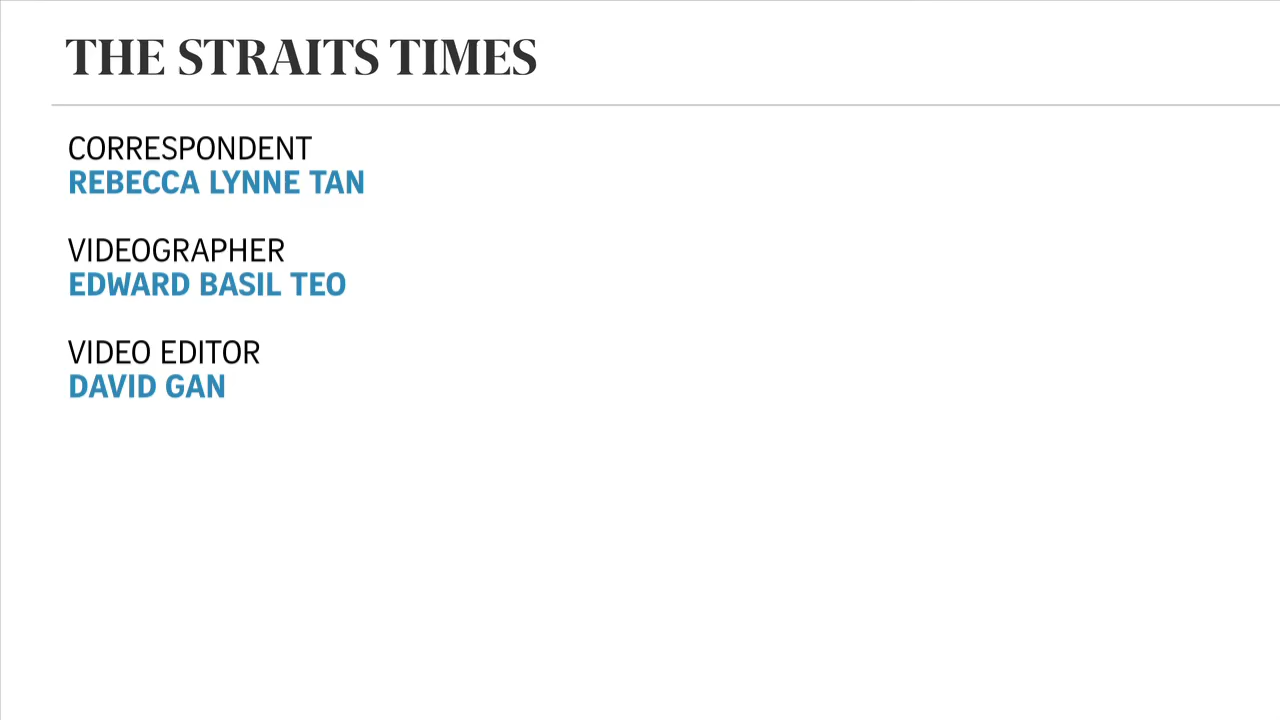 THE STRAITS TIMES
CORRESPONDENT
REBECCA LYNNE TAN
VIDEOGRAPHER
EDWARD BASIL TEO
VIDEO EDITOR
DAVID GAN